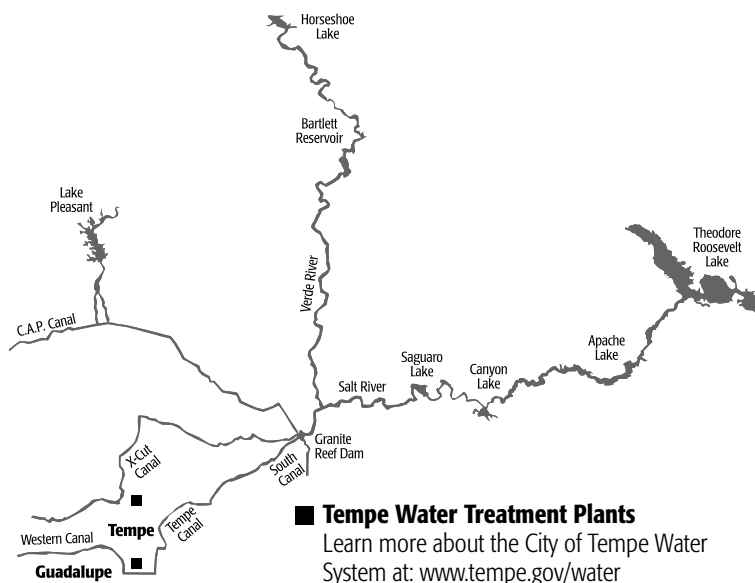 Horseshoe
Lake
Bartlett
Reservoir
Lake
Pleasant
Theodore
Roosevelt
Lake
Verde River
C.A.P. Canal
Apache
Lake
Saguaro
Lake
Canyon
Lake
Salt River
Granite
Reef Dam
X-Cut
Canal
South
Canal
Tempe
Canal
Tempe
Western Canal
Guadalupe
Tempe Water Treatment Plants
Learn more about the City of Tempe Water
System at: www.tempe.gov/water